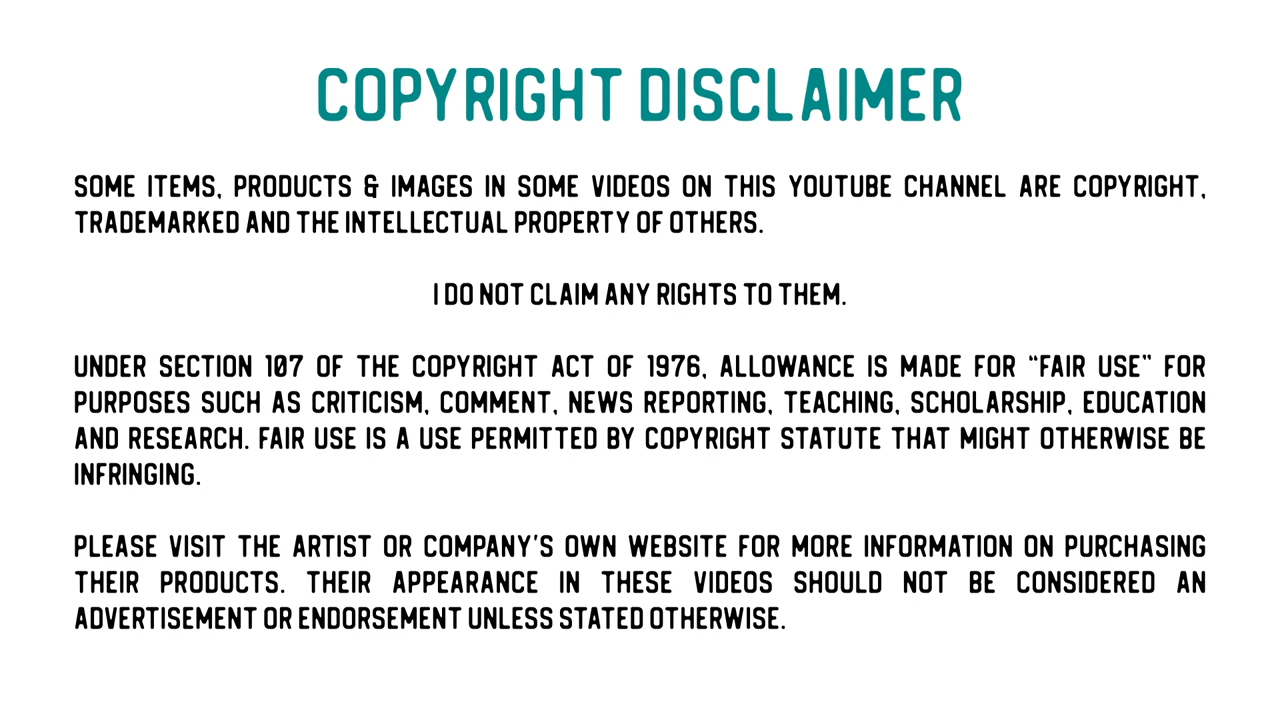 COPYRIGHT DISCLAIMER
SOME ITEMS, PRODUCTS & IMAGES IN SOME VIDEOS ON THIS YOUTUBE CHANNEL ARE COPYRIGHT,
TRADEMARKED AND THE INTELLECTUAL PROPERTY OF OTHERS.
I DO NOT CLAIM ANY RIGHTS TO THEM.
UNDER SECTION 107 OF THE COPYRIGHT ACT OF 1976, ALLOWANCE IS MADE FOR “FAIR USE” FOR
PURPOSES SUCH AS CRITICISM, COMMENT, NEWS REPORTING, TEACHING, SCHOLARSHIP, EDUCATION
AND RESEARCH. FAIR USE IS A USE PERMITTED BY COPYRIGHT STATUTE THAT MIGHT OTHERWISE BE
INFRINGING.
PLEASE VISIT THE ARTIST OR COMPANY'S OWN WEBSITE FOR MORE INFORMATION ON PURCHASING
THEIR PRODUCTS. THEIR APPEARANCE IN THESE VIDEOS SHOULD NOT BE CONSIDERED AN
ADVERTISEMENT OR ENDORSEMENT UNLESS STATED OTHERWISE.